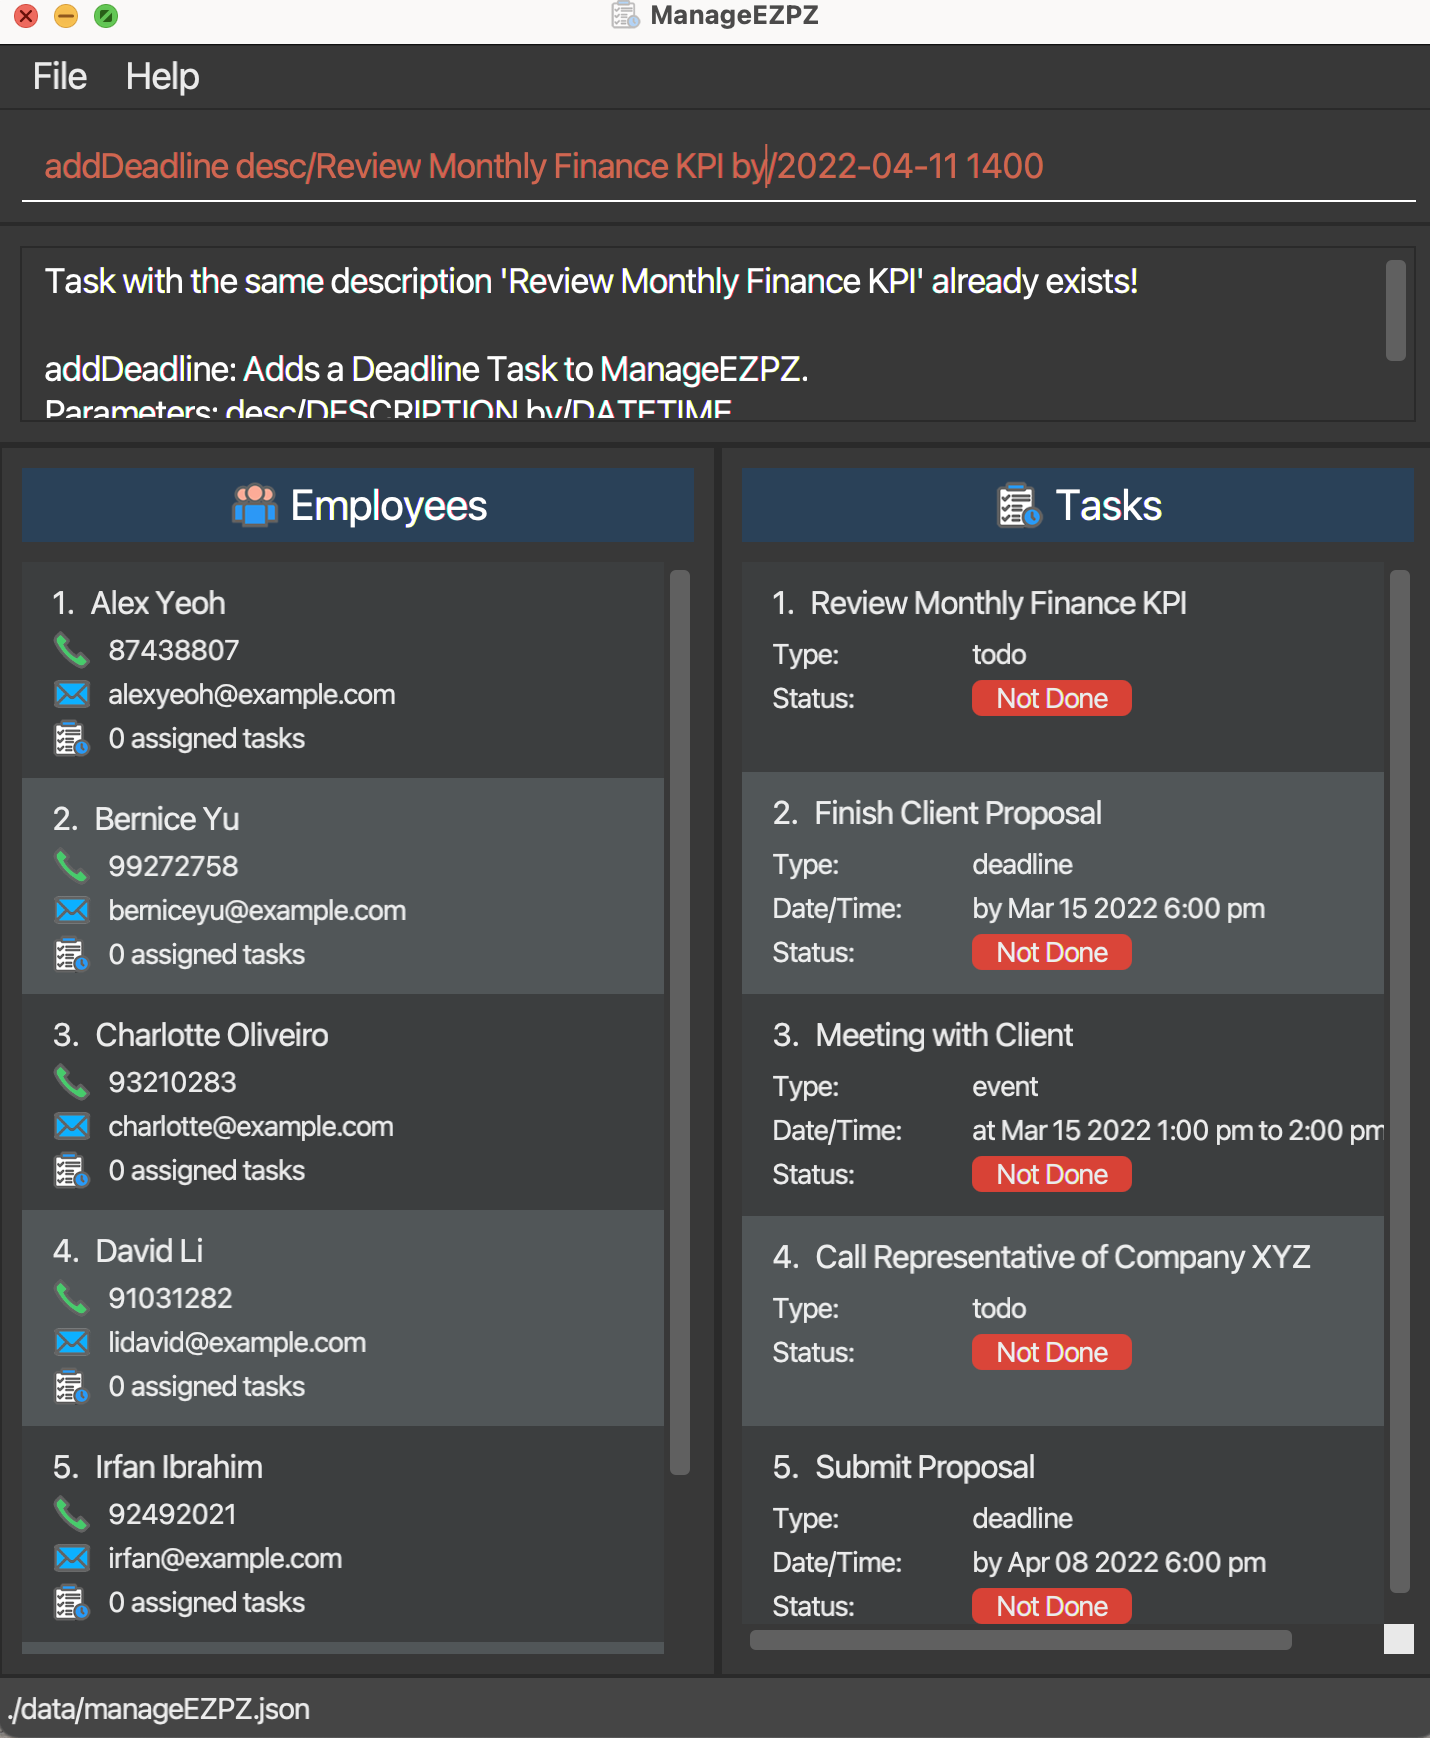 ManageEZPZ
File Help
addDeadline desc/Review Monthly Finance KPI by/2022-04-11 1400
Task with the same description 'Review Monthly Finance KPI' already exists!
addDeadline: Adds a Deadline Task to ManageEZPZ.
Parameters: desc/DESCRIPTION by/DATETIME
Employees
1. Alex Yeoh
87438807
alexyeoh@example.com
0 assigned tasks
2. Bernice Yu
99272758
berniceyu@example.com
0 assigned tasks
3. Charlotte Oliveiro
93210283
charlotte@example.com
0 assigned tasks
4. David Li
91031282
lidavid@example.com
0 assigned tasks
5. Irfan Ibrahim
92492021
irfan@example.com
0 assigned tasks
Tasks
1. Review Monthly Finance KPI
Type: todo
Status: Not Done
2. Finish Client Proposal
Type: deadline
Date/Time: by Mar 15 2022 6:00 pm
Status: Not Done
3. Meeting with Client
Type: event
Date/Time: at Mar 15 2022 1:00 pm to 2:00 pm
Status: Not Done
4. Call Representative of Company XYZ
Type: todo
Status: Not Done
5. Submit Proposal
Type: deadline
Date/Time: by Apr 08 2022 6:00 pm
Status: Not Done
./data/manageEZPZ.json